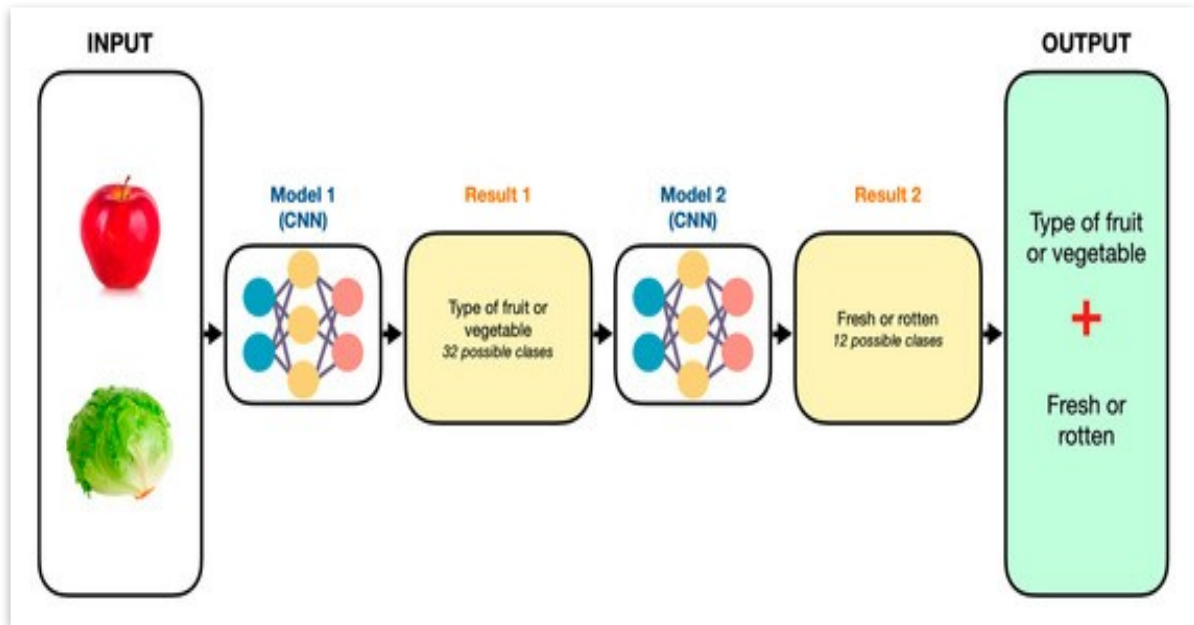 INPUT
OUTPUT
Model 1
(CNN)
Result 1
Model 2
(CNN)
Result 2
Type of fruit or
vegetable
32 possible clases
Fresh or rotten
12 possible clases
Type of fruit
or vegetable
+
Fresh or
rotten